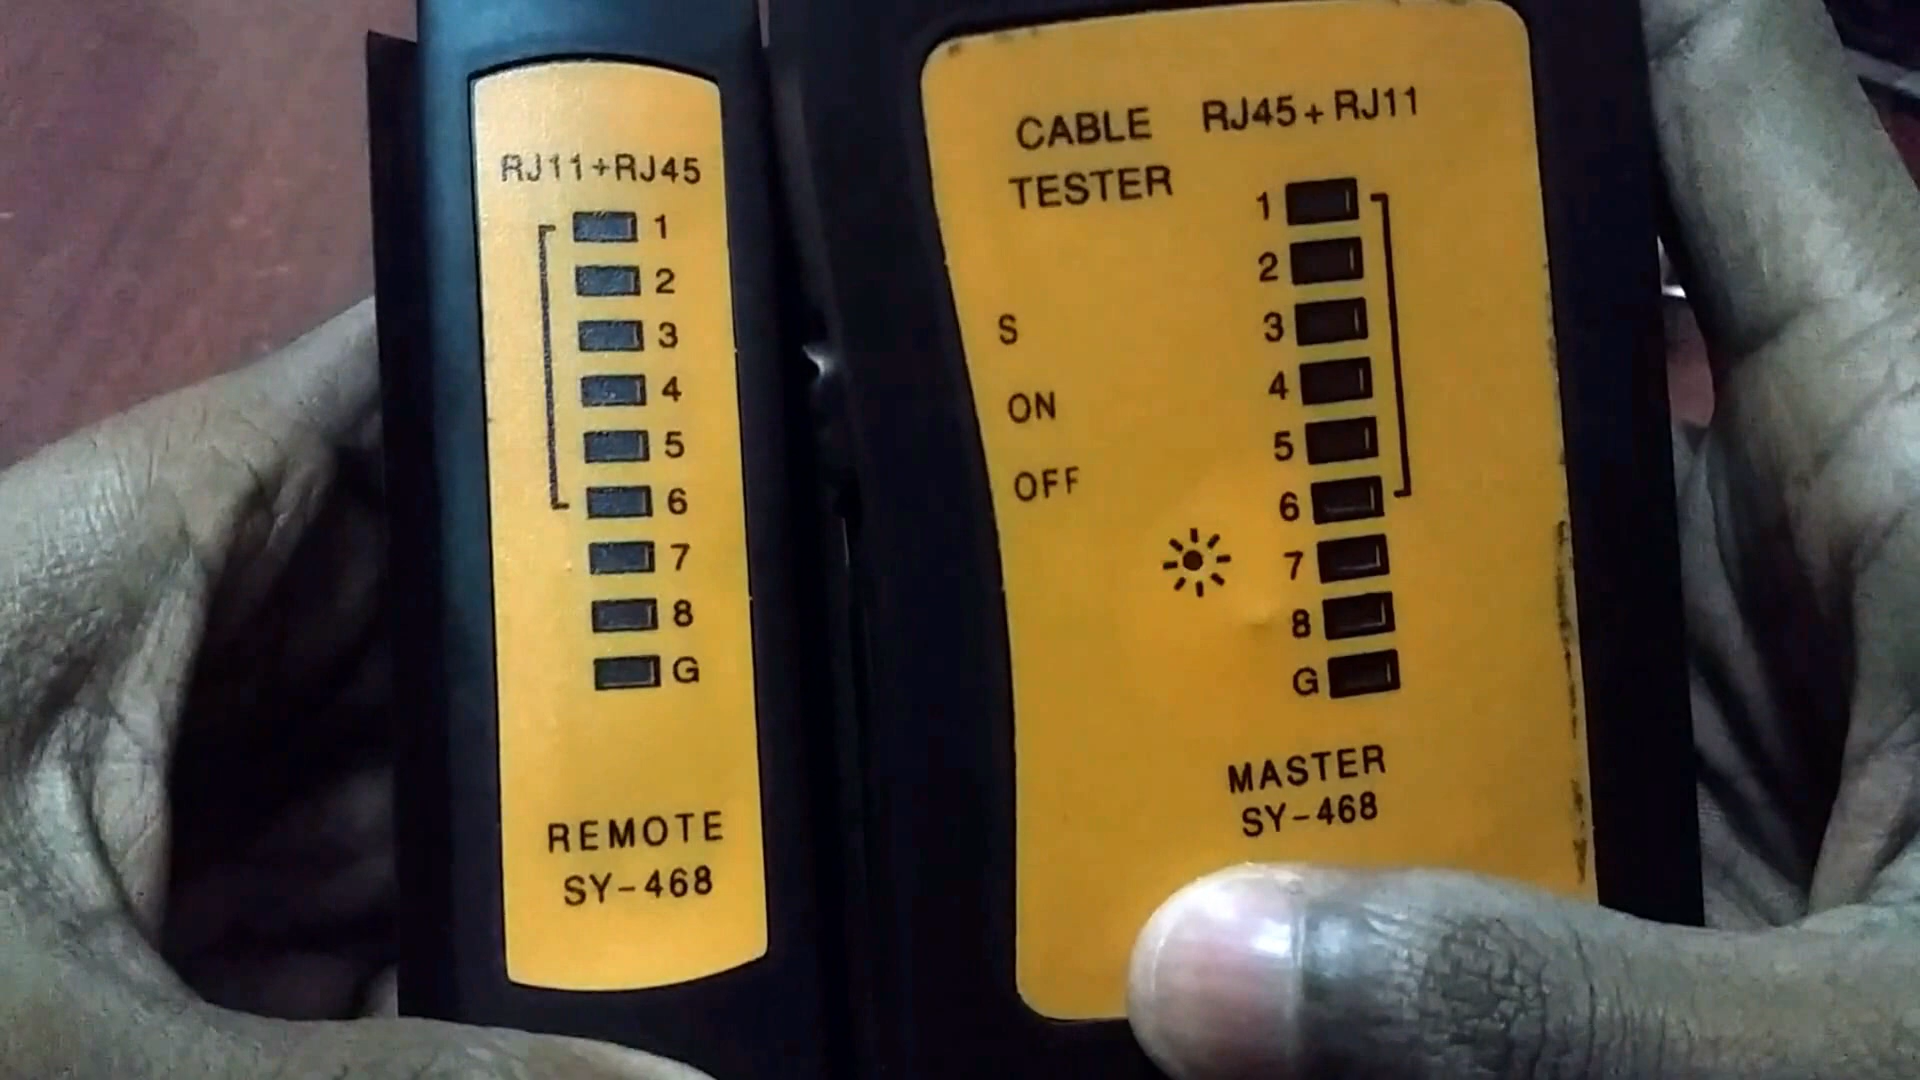 RJ11+RJ45
1
2
3
4
5
6
7
8
G
REMOTE
SY-468
CABLE TESTER
RJ45+RJ11
S
ON
OFF
1
2
3
4
5
6
7
8
G
MASTER
SY-468